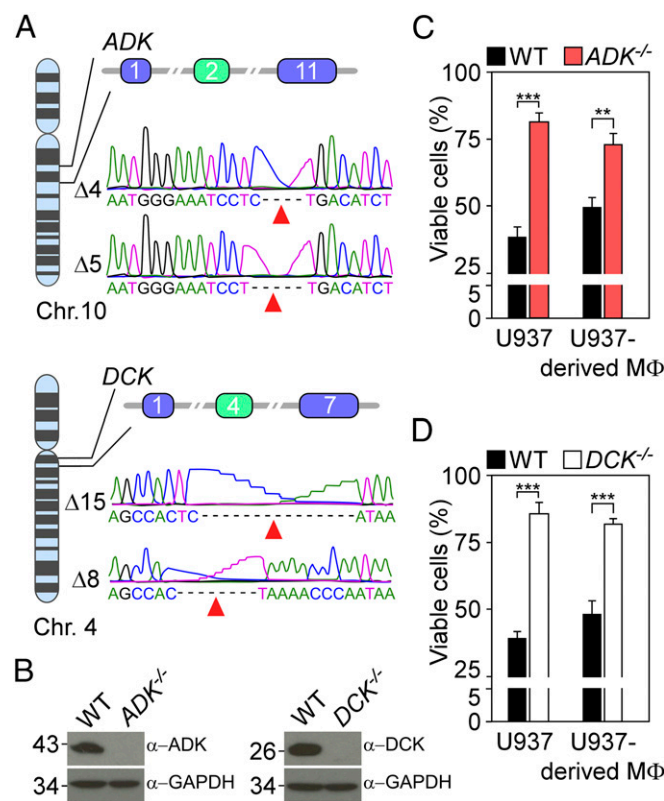 A
ADK
1
2
11
Δ4
AATGGGAAATCCTC-----TGACATCT
Δ5
AATGGGAAATCCT------TGACATCT
Chr.10
DCK
1
4
7
Δ15
AGCCACTC----------------ATAA
Δ8
AGCCAC---------TAAAACCCAATAA
Chr. 4
B
WT ADK-/-
43
α–ADK
34
α–GAPDH
WT DCK-/-
26
α–DCK
34
α–GAPDH
C
WT ADK-/-
Viable cells (%)
100
75
50
25
5
0
***
**
U937 U937-
derived MΦ
D
WT DCK-/-
Viable cells (%)
100
75
50
25
5
0
***
***
U937 U937-
derived MΦ